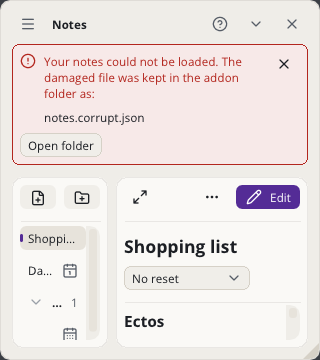 Notes
Your notes could not be loaded. The
damaged file was kept in the addon
folder as:
notes.corrupt.json
Open folder
Edit
Shoppi...
Da...
... 1
Shopping list
No reset
Ectos